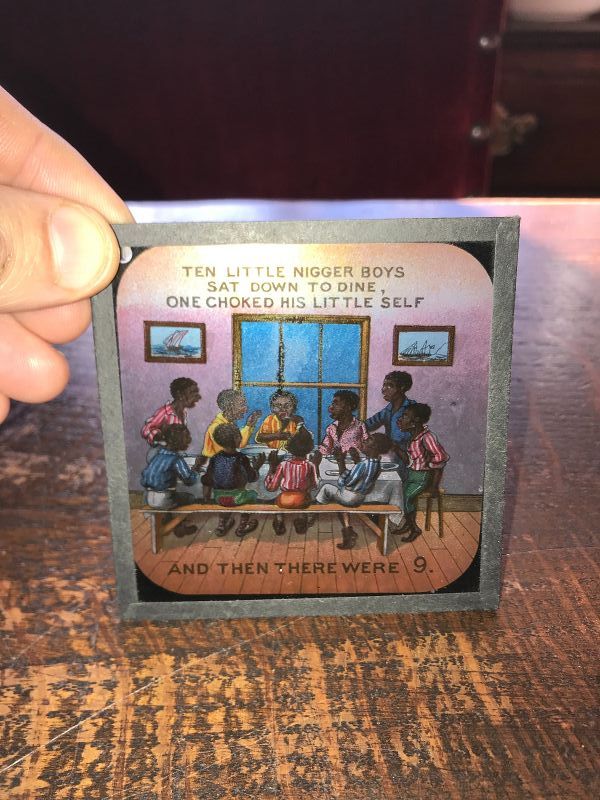 TEN LITTLE NIGGER BOYS
SAT DOWN TO DINE,
ONE CHOKED HIS LITTLE SELF
AND THEN THERE WERE 9.